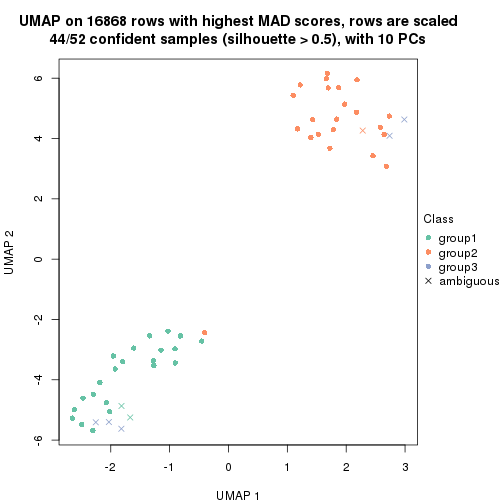 UMAP on 16868 rows with highest MAD scores, rows are scaled
44/52 confident samples (silhouette > 0.5), with 10 PCs
6
4
2
0
-2
-4
-6
UMAP 2
-2
-1
0
1
2
3
UMAP 1
Class
group1
group2
group3
ambiguous